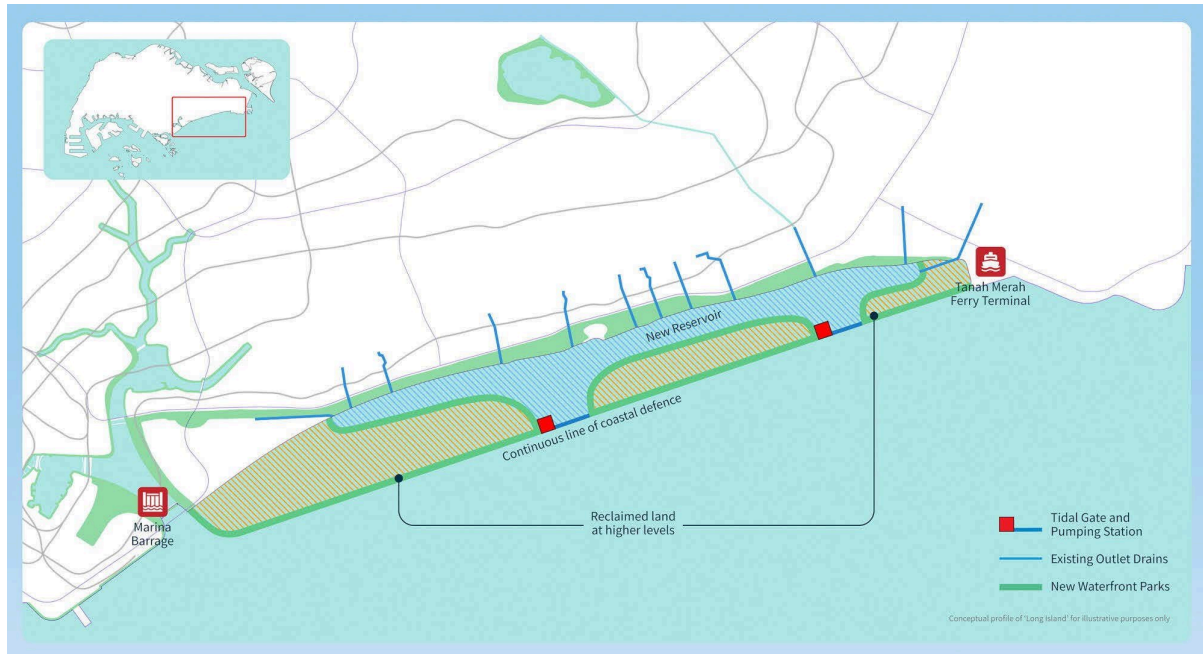 New Reservoir
Tanah Merah
Ferry Terminal
Continuous line of coastal defence
Marina
Barrage
Reclaimed land
at higher levels
Tidal Gate and
Pumping Station
Existing Outlet Drains
New Waterfront Parks
Conceptual profile of 'Long Island' for illustrative purposes only